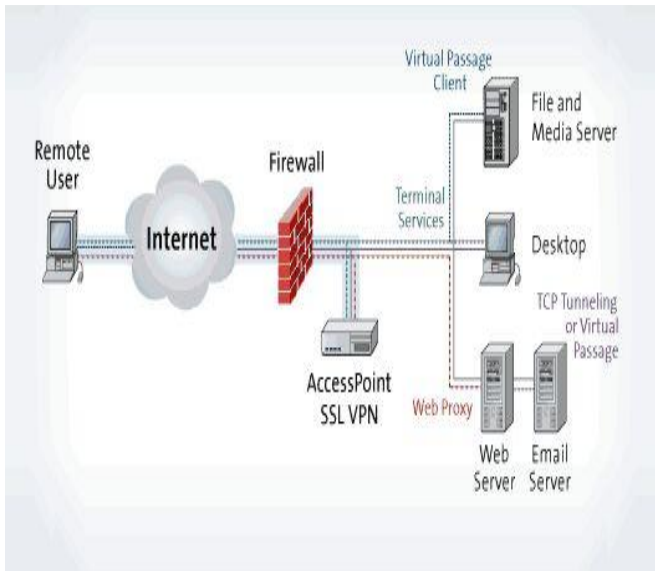 Virtual Passage
Client
File and
Media Server
Remote
User
Firewall
Internet
Terminal
Services
Desktop
TCP Tunneling
or Virtual
Passage
AccessPoint
SSL VPN
Web Proxy
Web
Server
Email
Server